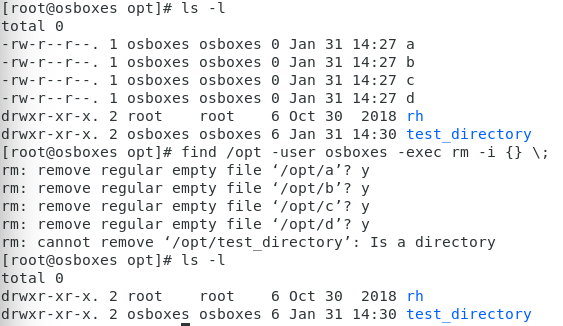 [root@osboxes opt]# ls -l
total 0
-rw-r--r--. 1 osboxes osboxes 0 Jan 31 14:27 a
-rw-r--r--. 1 osboxes osboxes 0 Jan 31 14:27 b
-rw-r--r--. 1 osboxes osboxes 0 Jan 31 14:27 c
-rw-r--r--. 1 osboxes osboxes 0 Jan 31 14:27 d
drwxr-xr-x. 2 root    root    6 Oct 30  2018 rh
drwxr-xr-x. 2 osboxes osboxes 6 Jan 31 14:30 test_directory
[root@osboxes opt]# find /opt -user osboxes -exec rm -i {} \;
rm: remove regular empty file ‘/opt/a’? y
rm: remove regular empty file ‘/opt/b’? y
rm: remove regular empty file ‘/opt/c’? y
rm: remove regular empty file ‘/opt/d’? y
rm: cannot remove ‘/opt/test_directory’: Is a directory
[root@osboxes opt]# ls -l
total 0
drwxr-xr-x. 2 root    root    6 Oct 30  2018 rh
drwxr-xr-x. 2 osboxes osboxes 6 Jan 31 14:30 test_directory